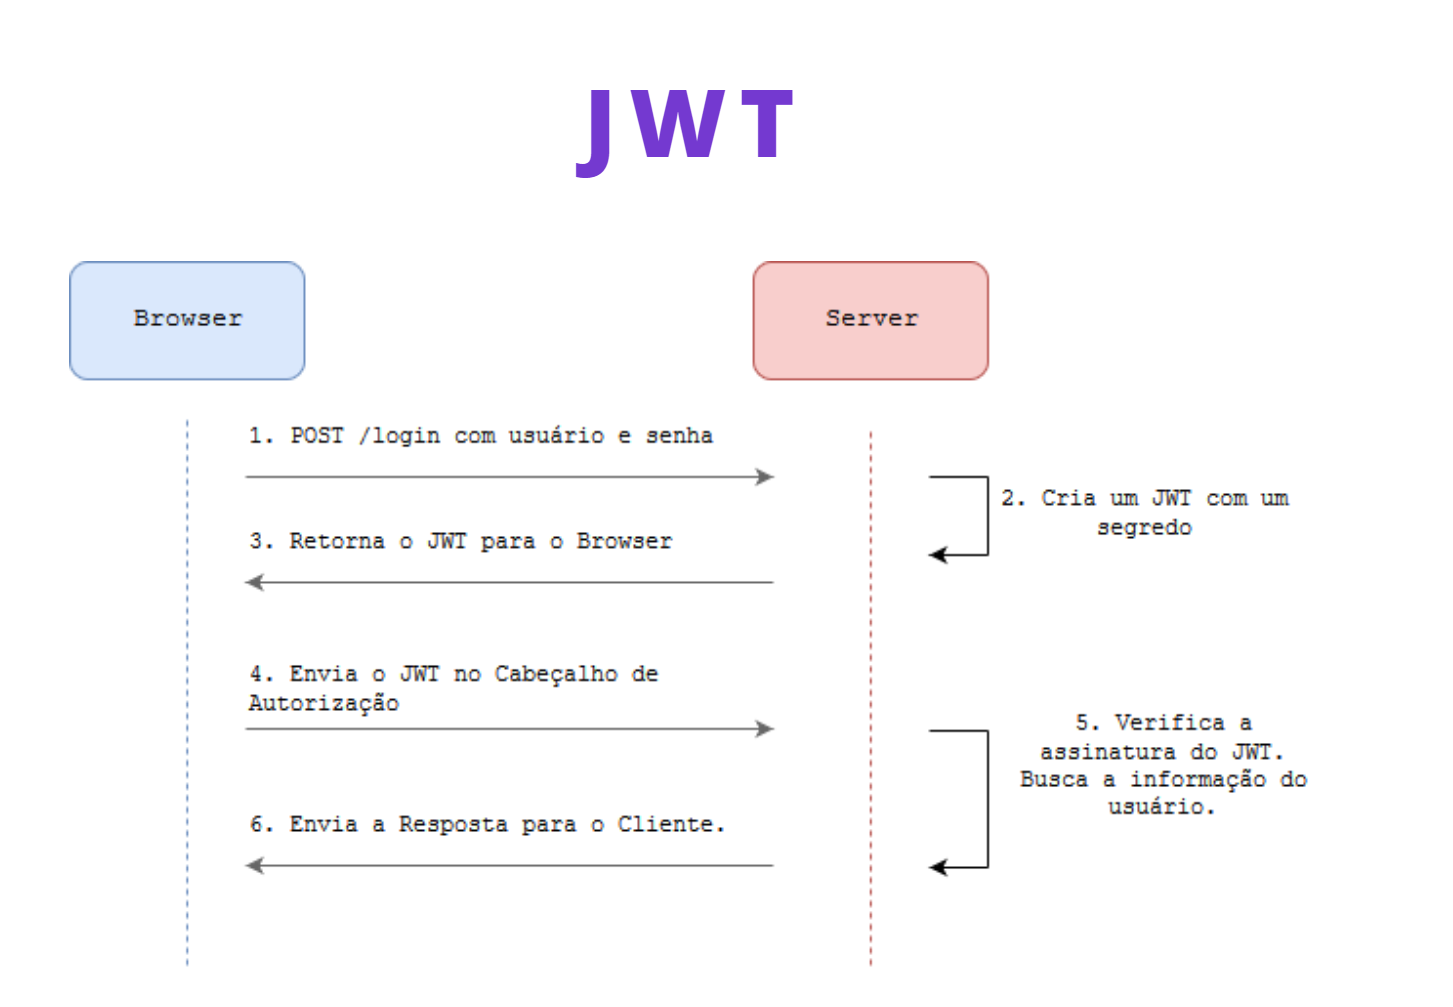 JWT
Browser
Server
1. POST /login com usuário e senha
2. Cria um JWT com um
segredo
3. Retorna o JWT para o Browser
4. Envia o JWT no Cabeçalho de
Autorização
5. Verifica a
assinatura do JWT.
Busca a informação do
usuário.
6. Envia a Resposta para o Cliente.